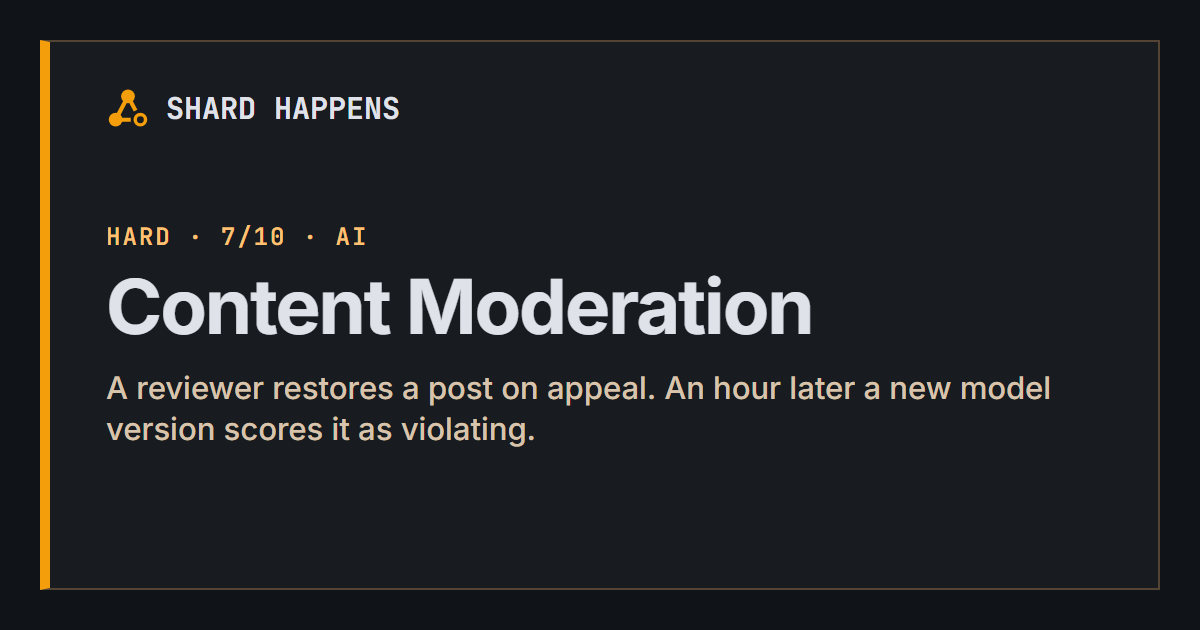 SHARD HAPPENS
HARD · 7/10 · AI
Content Moderation
A reviewer restores a post on appeal. An hour later a new model
version scores it as violating.